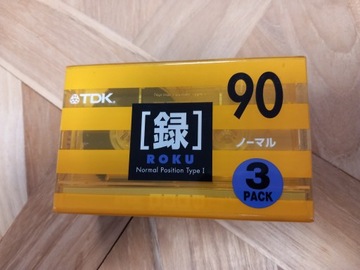 TDK
90
[録]
ROKU
Normal Position Type I
ノーマル
3
PACK